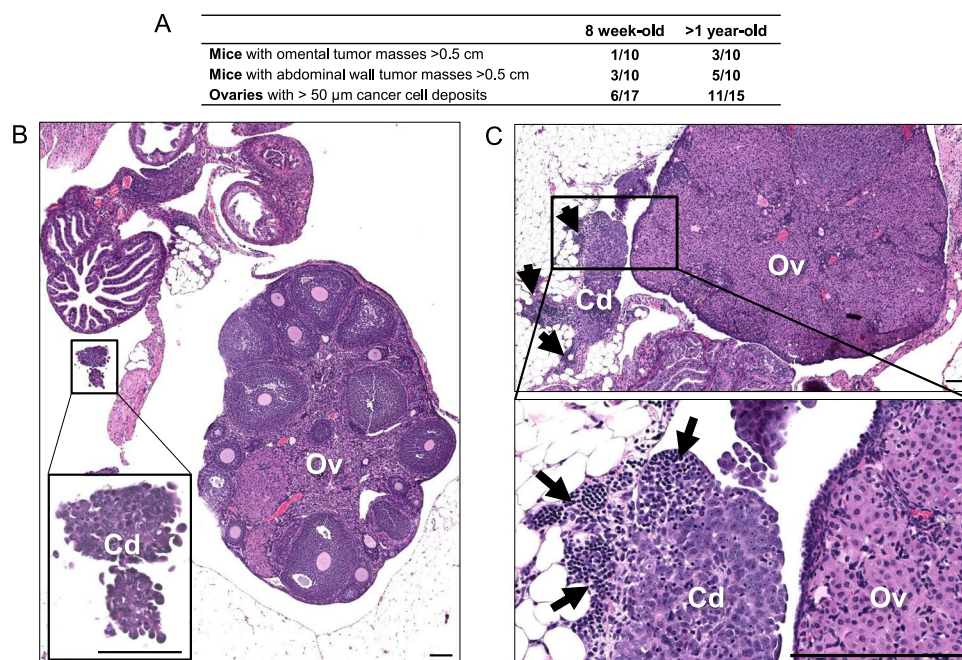 A
8 week-old >1 year-old
Mice with omental tumor masses >0.5 cm 1/10 3/10
Mice with abdominal wall tumor masses >0.5 cm 3/10 5/10
Ovaries with > 50 μm cancer cell deposits 6/17 11/15
B
Ov
Cd
C
Ov
Cd
Cd
Ov